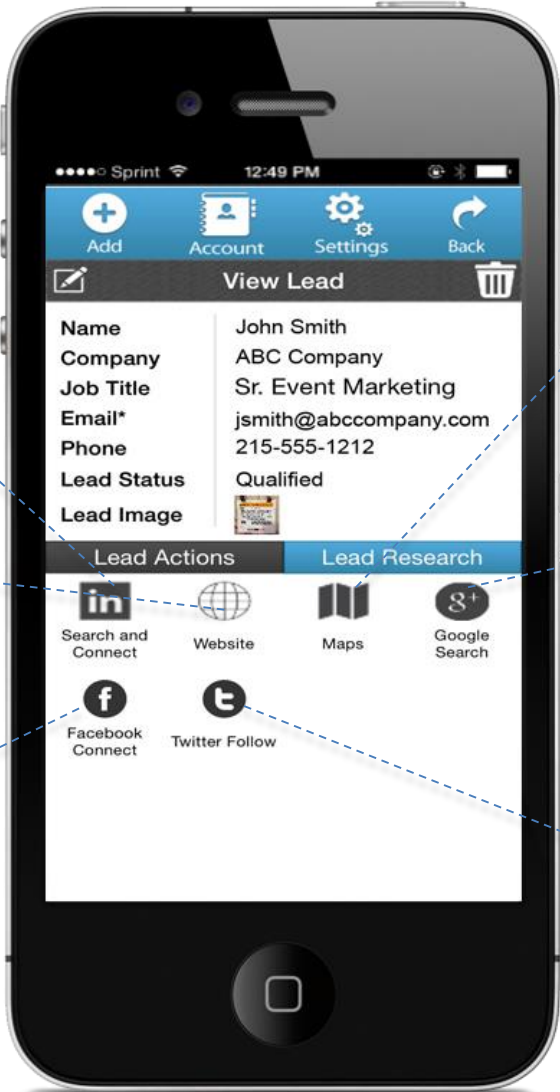 Sprint 12:49 PM
Add Account Settings Back
View Lead
Name John Smith
Company ABC Company
Job Title Sr. Event Marketing
Email* jsmith@abccompany.com
Phone 215-555-1212
Lead Status Qualified
Lead Image
Lead Actions Lead Research
in 8+ 
Search and Connect
Website
Maps
Google Search
f t
Facebook Connect
Twitter Follow